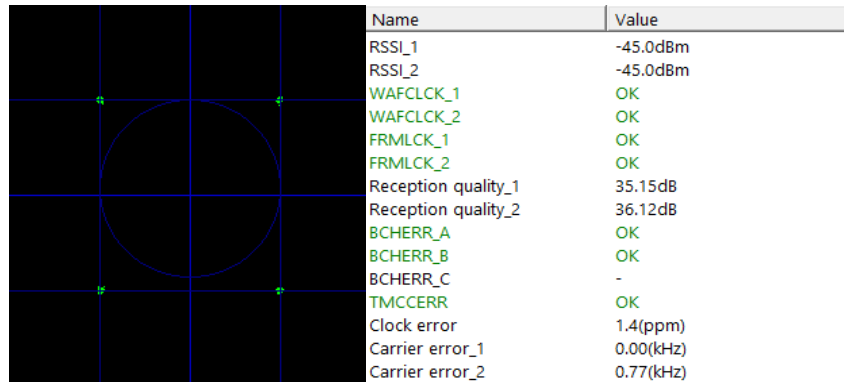 Name Value
RSSI_1 -45.0dBm
RSSI_2 -45.0dBm
WAFCLCK_1 OK
WAFCLCK_2 OK
FRMLCK_1 OK
FRMLCK_2 OK
Reception quality_1 35.15dB
Reception quality_2 36.12dB
BCHERR_A OK
BCHERR_B OK
BCHERR_C -
TMCCERR OK
Clock error 1.4(ppm)
Carrier error_1 0.00(kHz)
Carrier error_2 0.77(kHz)